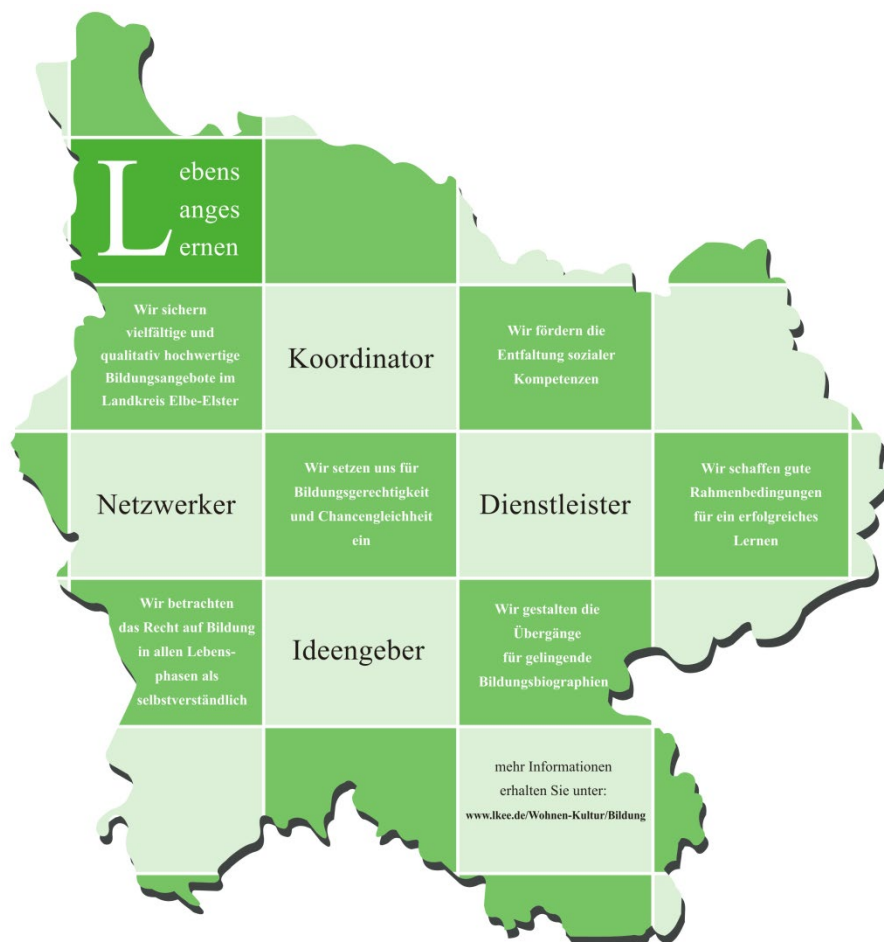 Lebens
Langes
Lernen
Wir sichern
vielfältige und
qualitativ hochwertige
Bildungsangebote im
Landkreis Elbe-Elster
Koordinator
Wir fördern die
Entfaltung sozialer
Kompetenzen
Netzwerker
Wir setzen uns für
Bildungsgerechtigkeit
und Chancengleichheit
ein
Dienstleister
Wir schaffen gute
Rahmenbedingungen
für ein erfolgreiches
Lernen
Wir betrachten
das Recht auf Bildung
in allen Lebens-
phasen als
selbstverständlich
Ideengeber
Wir gestalten die
Übergänge
für gelingende
Bildungsbiographien
mehr Informationen
erhalten Sie unter:
www.lkee.de/Wohnen-Kultur/Bildung